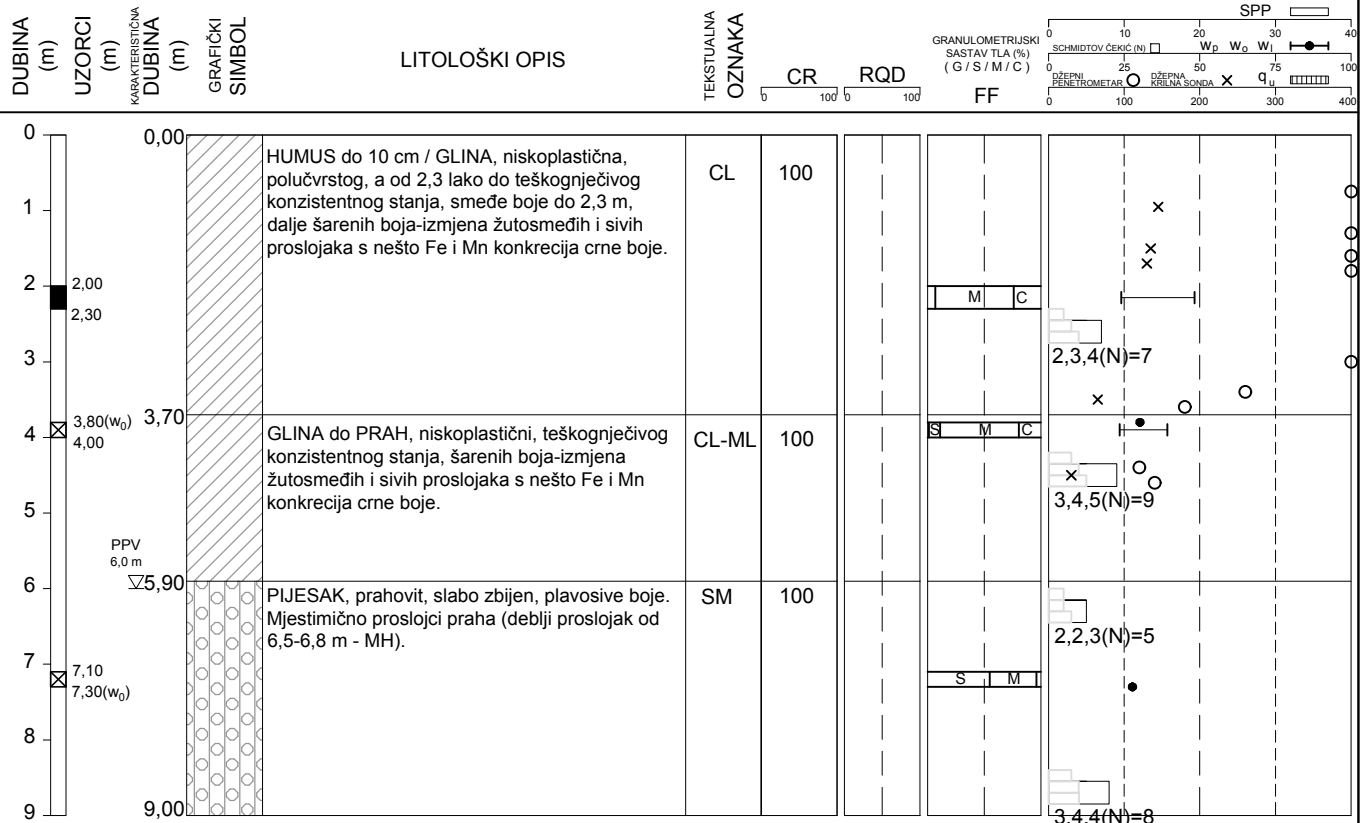 DUBINA (m)
UZORCI (m)
KARAKTERISTIČNA DUBINA (m)
GRAFIČKI SIMBOL
LITOLOŠKI OPIS
TEKSTUALNA OZNAKA
CR
0 100
RQD
0 100
GRANULOMETRIJSKI
SASTAV TLA (%)
( G / S / M / C )
FF
SPP
0 10 20 30 40
SCHMIDTOV ČEKIĆ (N) wp wo wl
0 25 50 75 100
DŽEPNI PENETROMETAR DŽEPNA KRILNA SONDA qu
0 100 200 300 400
0
0,00
HUMUS do 10 cm / GLINA, niskoplastična,
polučvrstog, a od 2,3 lako do teškognječivog
konzistentnog stanja, smeđe boje do 2,3 m,
dalje šarenih boja-izmjena žutosmeđih i sivih
proslojaka s nešto Fe i Mn konkrecija crne boje.
CL
100
1
2
2,00
2,30
M C
2,3,4(N)=7
3
3,70
3,80(w0)
4
4,00
GLINA do PRAH, niskoplastični, teškognječivog
konzistentnog stanja, šarenih boja-izmjena
žutosmeđih i sivih proslojaka s nešto Fe i Mn
konkrecija crne boje.
CL-ML
100
S M C
3,4,5(N)=9
5
PPV
6,0 m
5,90
6
PIJESAK, prahovit, slabo zbijen, plavosive boje.
Mjestimično proslojci praha (deblji proslojak od
6,5-6,8 m - MH).
SM
100
2,2,3(N)=5
7
7,10
7,30(w0)
S M
8
9,00
9
3,4,4(N)=8